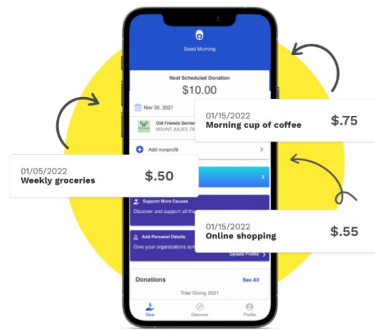 Good Morning
Next Scheduled Donation
$10.00
Nov 30, 2021
Old Friends Senior
MOUNT JULIET, TN
Add nonprofit
01/15/2022
Morning cup of coffee
$.75
01/05/2022
Weekly groceries
$.50
Support More Causes
Discover and support all the
Add Personal Details
Give your organizations som
Update Profile
01/15/2022
Online shopping
$.55
Donations
See All
Total Giving 2021
Give
Discover
Profile